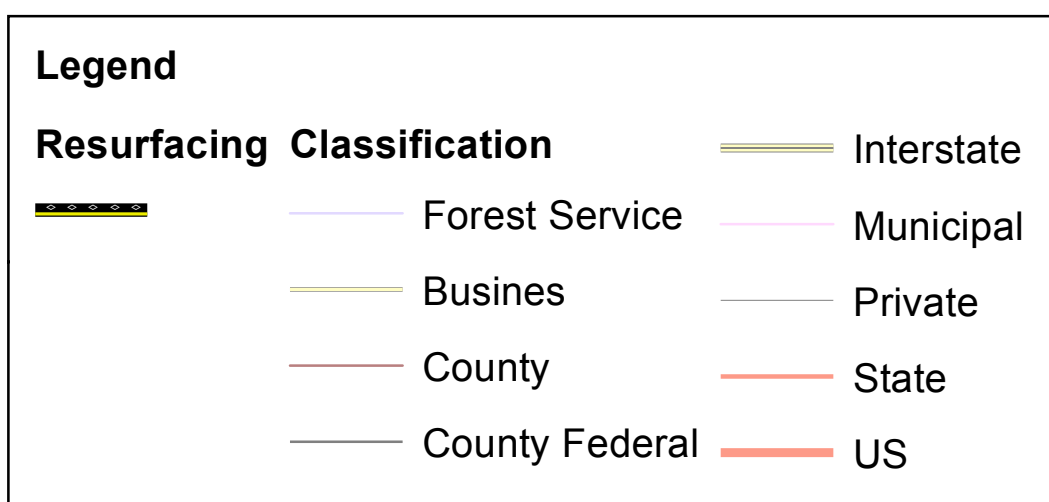 Legend
Resurfacing
Classification
Forest Service
Busines
County
County Federal
Interstate
Municipal
Private
State
US